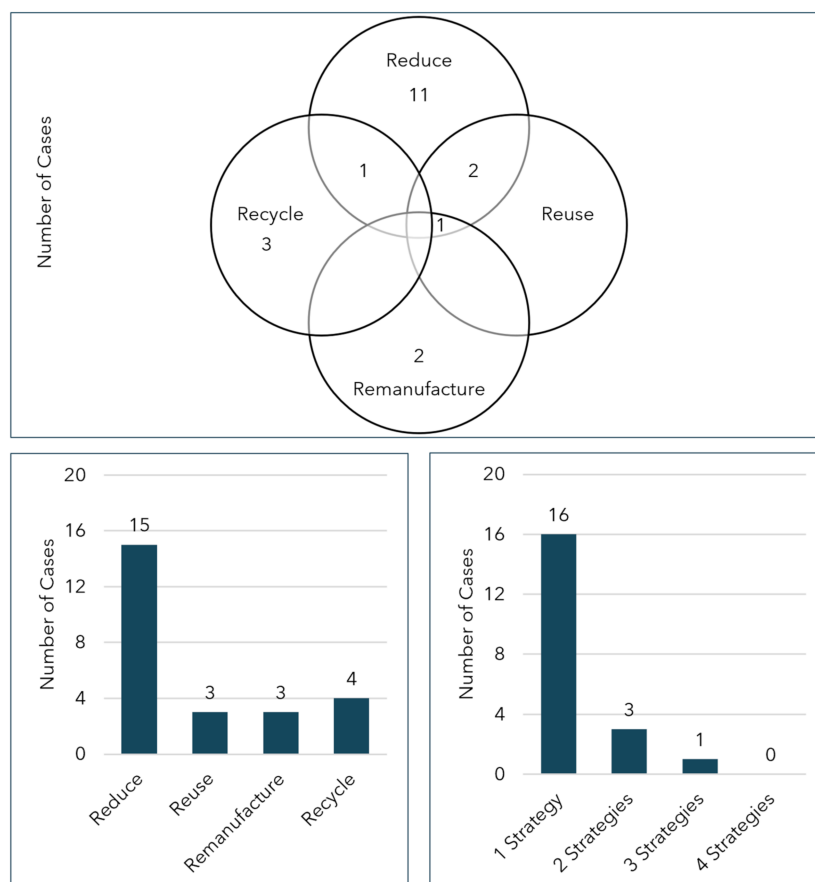 Number of Cases
Reduce
11
1
2
Recycle
3
1
Reuse
2
Remanufacture
20
16
12
8
4
0
Number of Cases
15
3
3
4
Reduce
Reuse
Remanufacture
Recycle
20
16
12
8
4
0
Number of Cases
16
3
1
0
1 Strategy
2 Strategies
3 Strategies
4 Strategies